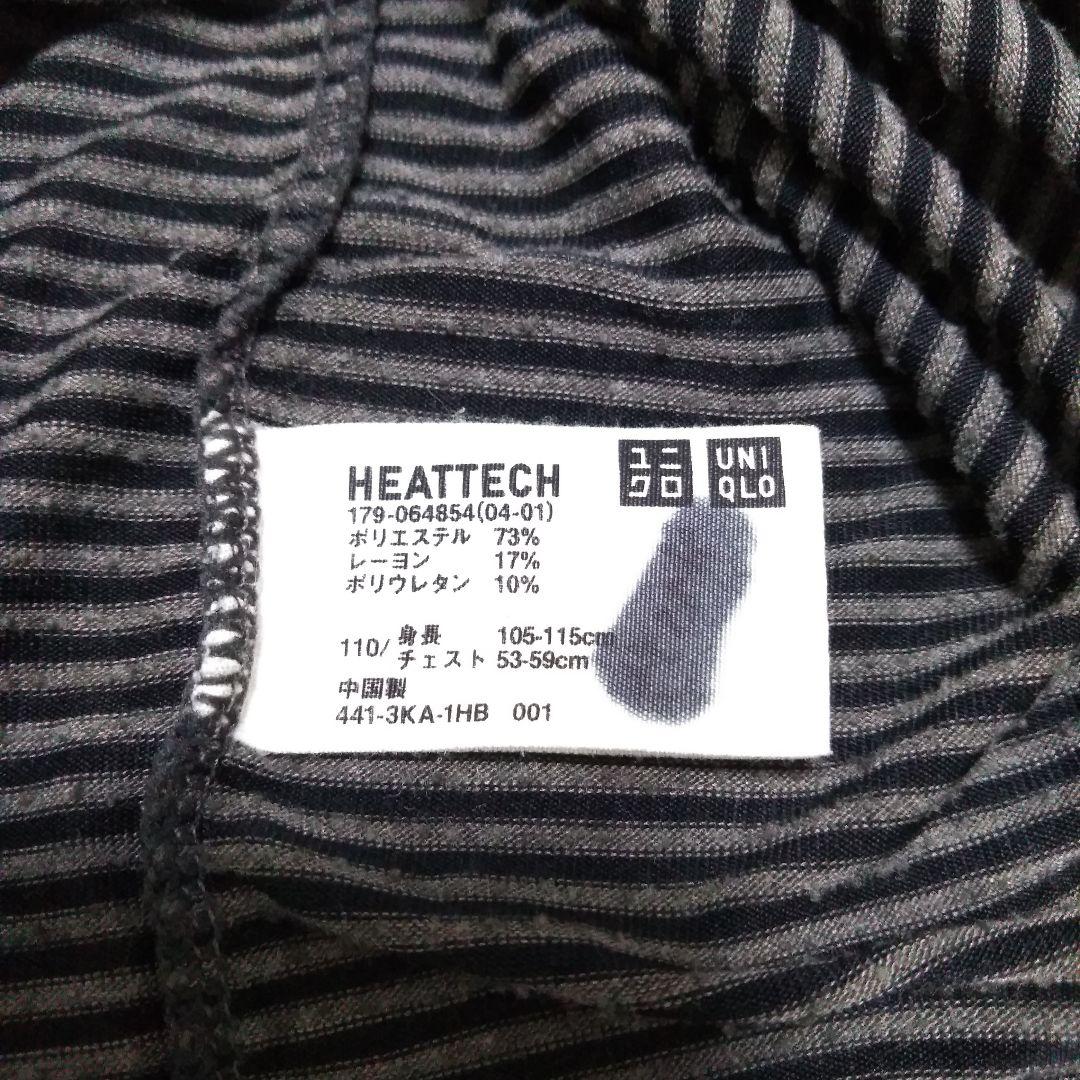 ユニ
クロ
UNI
QLO
HEATTECH
179-064854(04-01)
ポリエステル 73%
レーヨン 17%
ポリウレタン 10%
110/ 身長 105-115cm
チェスト 53-59cm
中国製
441-3KA-1HB 001